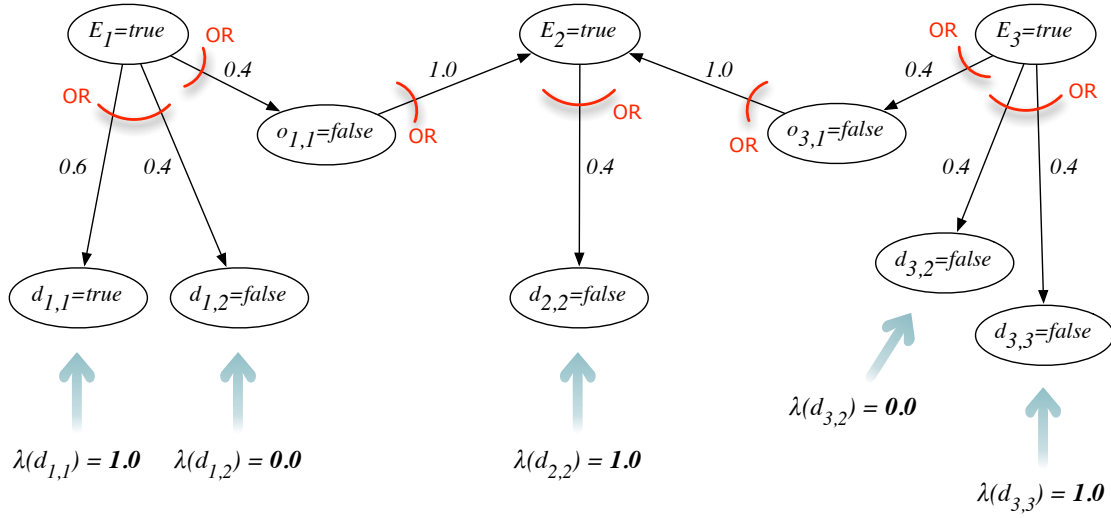 E1=true
OR
0.4
1.0
E2=true
1.0
0.4
OR
E3=true
OR
OR
o1,1=false
OR
OR
OR
o3,1=false
0.6
0.4
0.4
0.4
0.4
d1,1=true
d1,2=false
d2,2=false
d3,2=false
d3,3=false
λ(d1,1) = 1.0
λ(d1,2) = 0.0
λ(d2,2) = 1.0
λ(d3,2) = 0.0
λ(d3,3) = 1.0